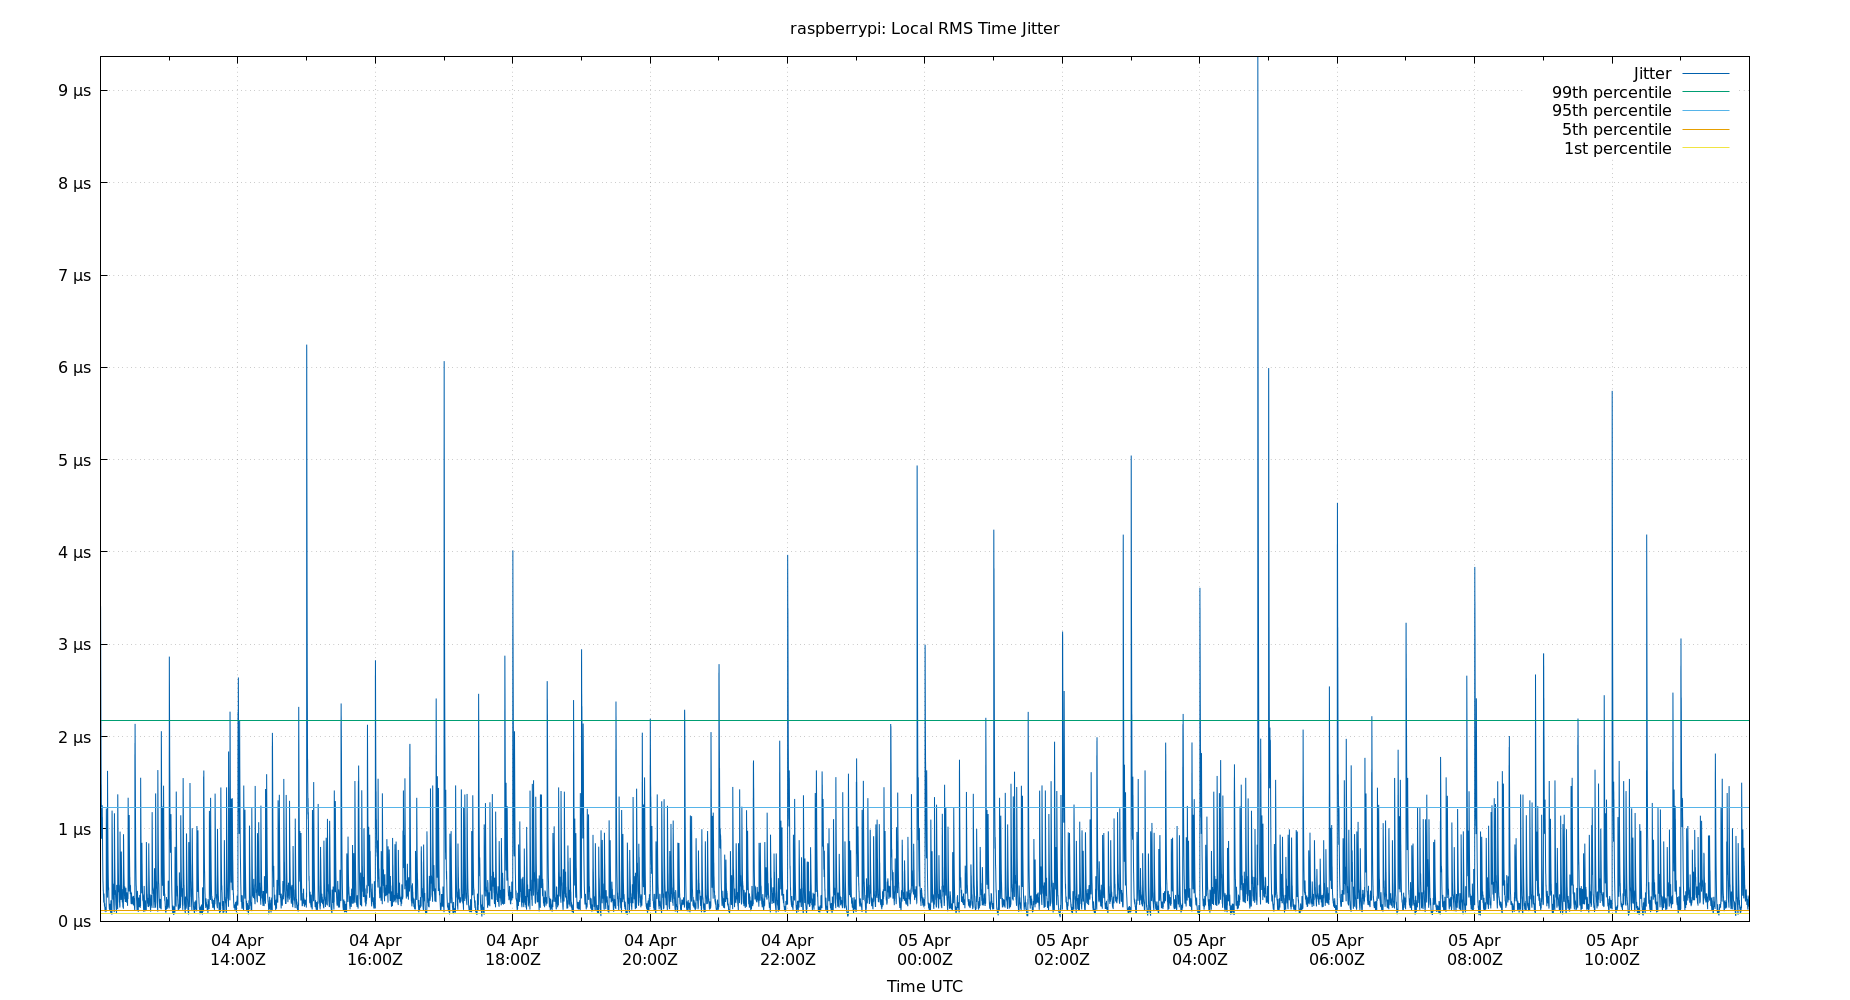 raspberrypi: Local RMS Time Jitter
Jitter
99th percentile
95th percentile
5th percentile
1st percentile
9 µs
8 µs
7 µs
6 µs
5 µs
4 µs
3 µs
2 µs
1 µs
0 µs
04 Apr 04 Apr 04 Apr 04 Apr 04 Apr 05 Apr 05 Apr 05 Apr 05 Apr 05 Apr 05 Apr
14:00Z 16:00Z 18:00Z 20:00Z 22:00Z 00:00Z 02:00Z 04:00Z 06:00Z 08:00Z 10:00Z
Time UTC